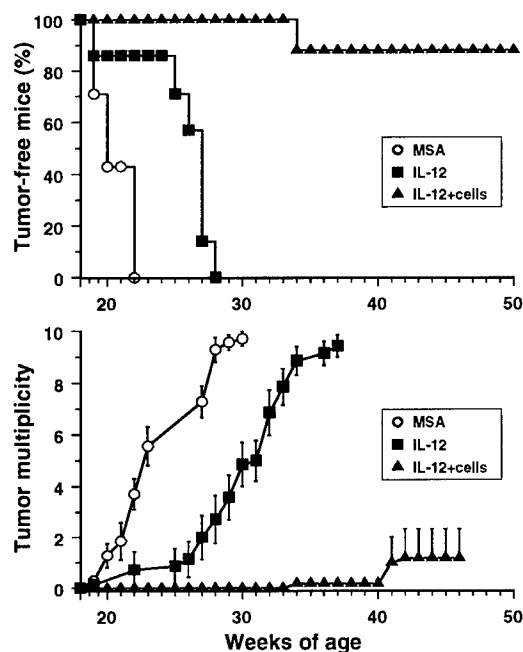 Tumor-free mice (%)
100
80
60
40
20
0
MSA
IL-12
IL-12+cells
20
30
40
50
Tumor multiplicity
10
8
6
4
2
0
MSA
IL-12
IL-12+cells
20
30
40
50
Weeks of age